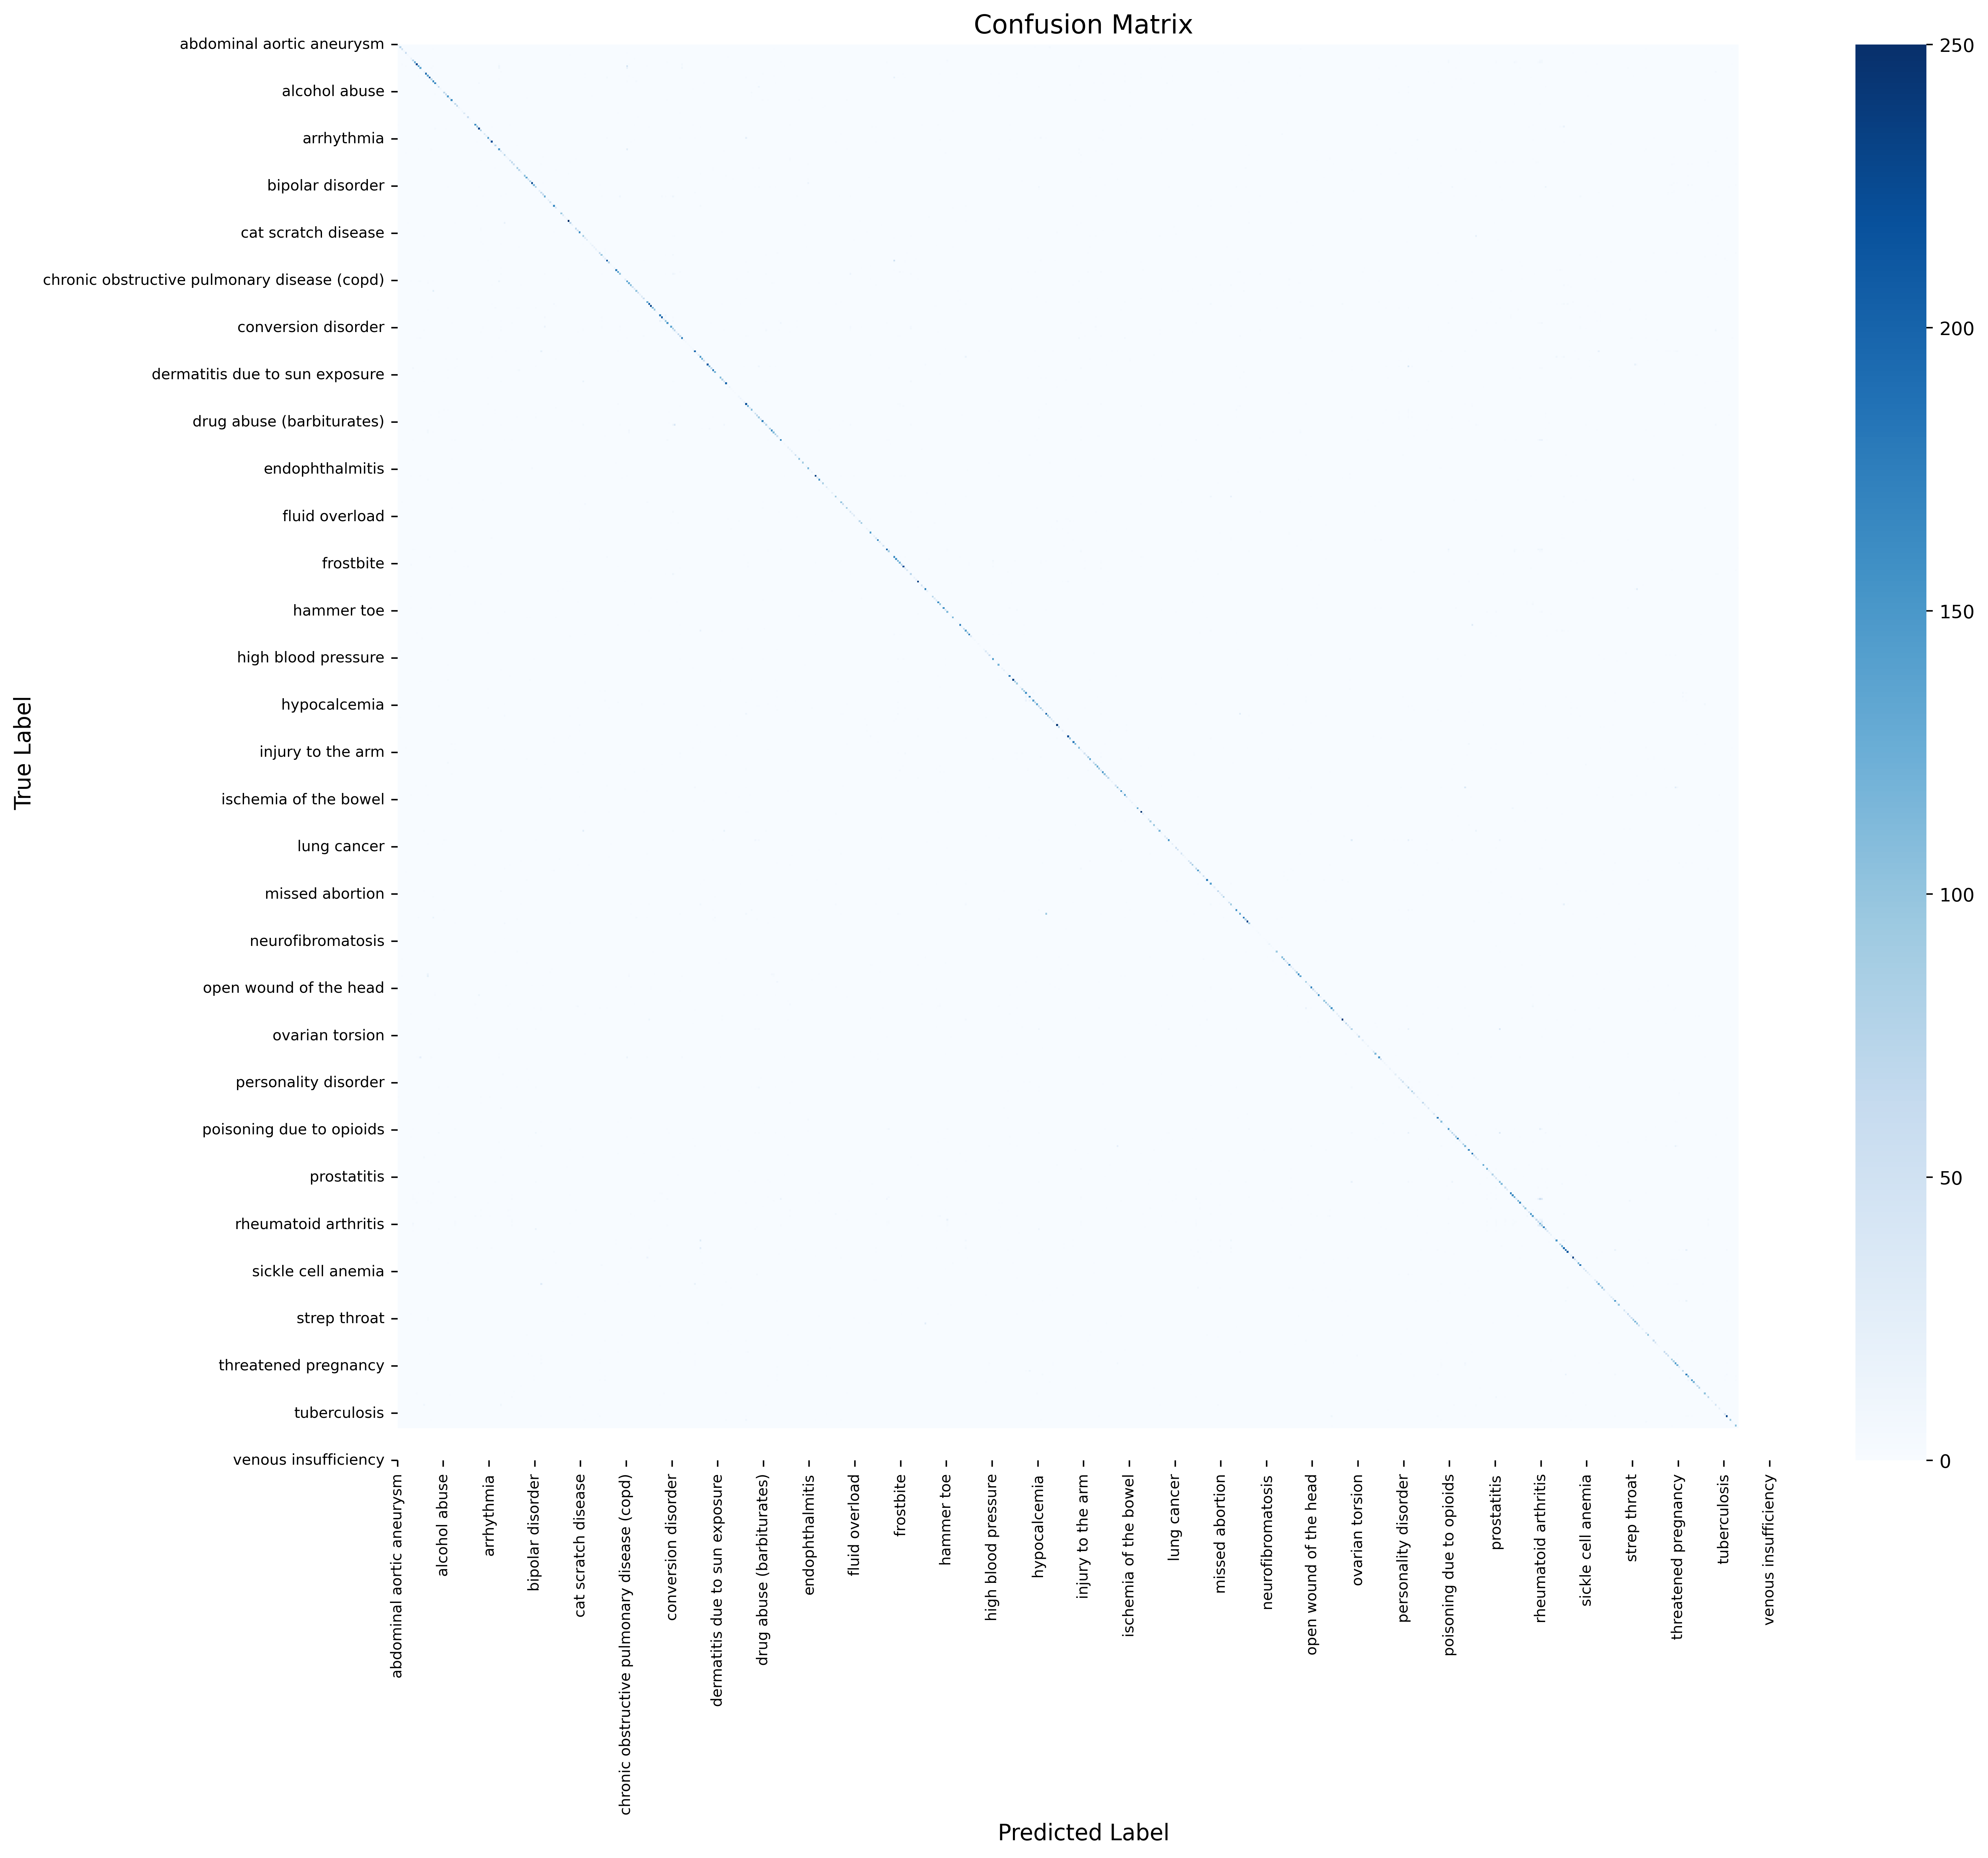 Confusion Matrix
True Label
abdominal aortic aneurysm
alcohol abuse
arrhythmia
bipolar disorder
cat scratch disease
chronic obstructive pulmonary disease (copd)
conversion disorder
dermatitis due to sun exposure
drug abuse (barbiturates)
endophthalmitis
fluid overload
frostbite
hammer toe
high blood pressure
hypocalcemia
injury to the arm
ischemia of the bowel
lung cancer
missed abortion
neurofibromatosis
open wound of the head
ovarian torsion
personality disorder
poisoning due to opioids
prostatitis
rheumatoid arthritis
sickle cell anemia
strep throat
threatened pregnancy
tuberculosis
venous insufficiency
abdominal aortic aneurysm
alcohol abuse
arrhythmia
bipolar disorder
cat scratch disease
chronic obstructive pulmonary disease (copd)
conversion disorder
dermatitis due to sun exposure
drug abuse (barbiturates)
endophthalmitis
fluid overload
frostbite
hammer toe
high blood pressure
hypocalcemia
injury to the arm
ischemia of the bowel
lung cancer
missed abortion
neurofibromatosis
open wound of the head
ovarian torsion
personality disorder
poisoning due to opioids
prostatitis
rheumatoid arthritis
sickle cell anemia
strep throat
threatened pregnancy
tuberculosis
venous insufficiency
Predicted Label
250
200
150
100
50
0